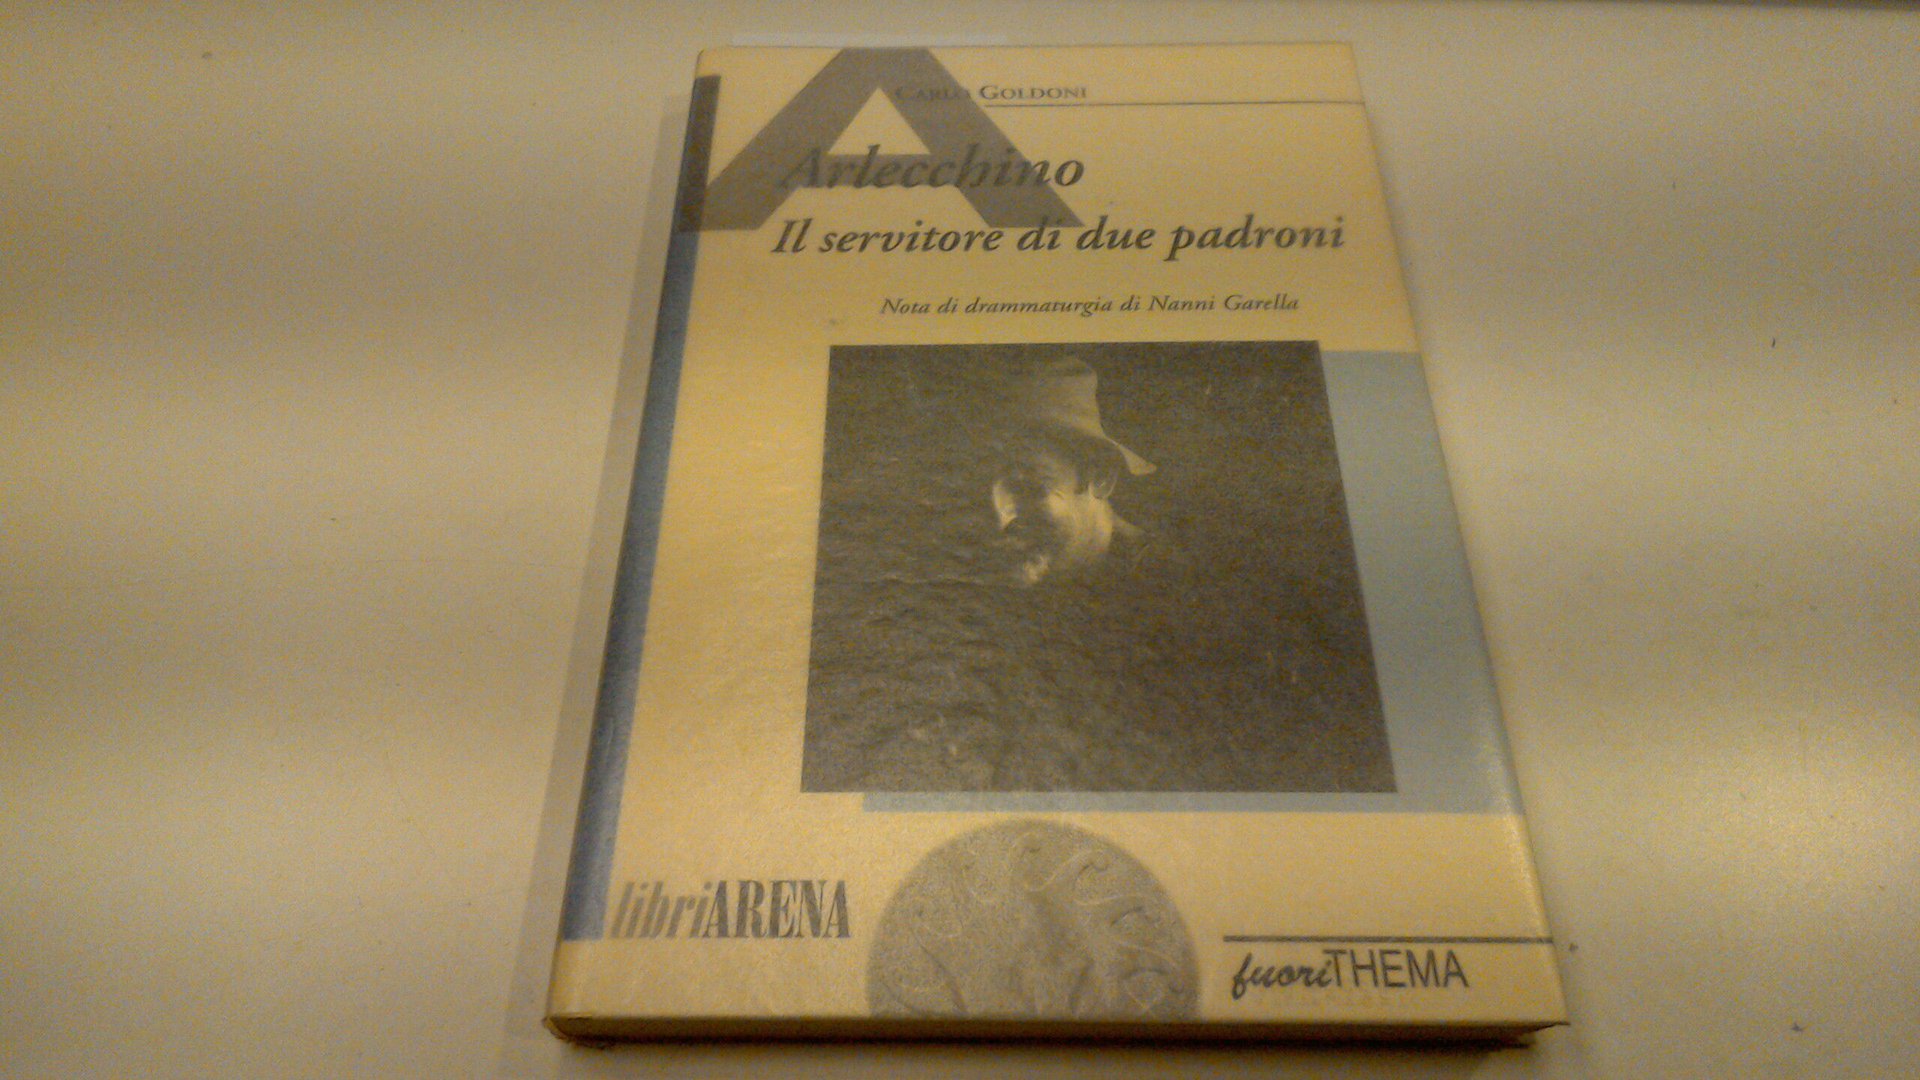 CARLO GOLDONI
Arlecchino
Il servitore di due padroni
Nota di drammaturgia di Nanni Garella
libriARENA
fuoriTHEMA